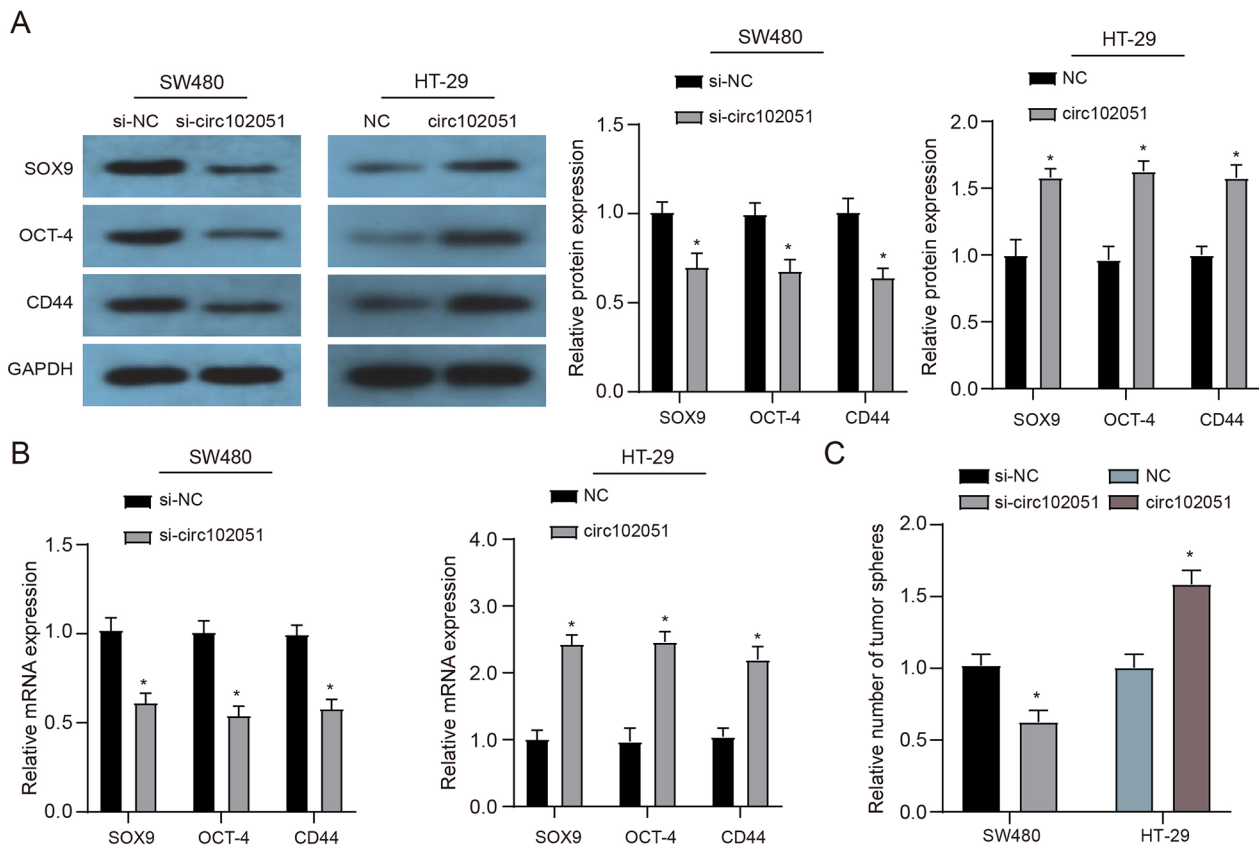 A
SW480
HT-29
si-NC si-circ102051
NC circ102051
SOX9
OCT-4
CD44
GAPDH
SW480
si-NC
si-circ102051
Relative protein expression
1.5
1.0
0.5
0.0
SOX9 OCT-4 CD44
* * *
HT-29
NC
circ102051
Relative protein expression
2.0
1.5
1.0
0.5
0.0
* * *
SOX9 OCT-4 CD44
B
SW480
si-NC
si-circ102051
Relative mRNA expression
1.5
1.0
0.5
0.0
* * *
SOX9 OCT-4 CD44
HT-29
NC
circ102051
Relative mRNA expression
4.0
3.0
2.0
1.0
0.0
* * *
SOX9 OCT-4 CD44
C
si-NC NC
si-circ102051 circ102051
Relative number of tumor spheres
2.0
1.5
1.0
0.5
0.0
* *
SW480 HT-29